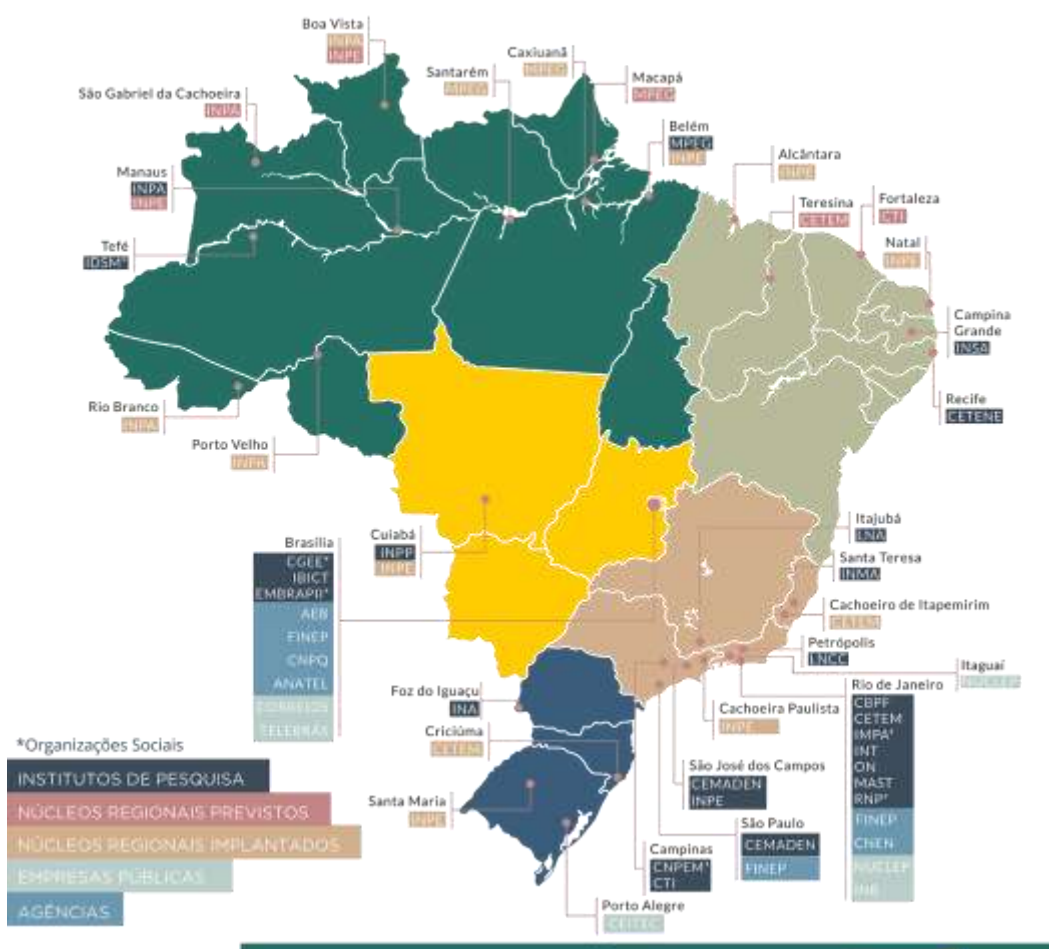 Boa Vista
INPA
INPE
Caxiuanã
MPEG
Santarém
MPEG
Macapá
MPEG
São Gabriel da Cachoeira
INPA
Belém
MPEG
INPE
Alcântara
INPE
Manaus
INPA
INPE
Teresina
CETEM
Fortaleza
CTI
Tefé
IDSM*
Natal
INPE
Campina
Grande
INSA
Rio Branco
INPA
Recife
CETENE
Porto Velho
INPA
Cuiabá
INPP
INPE
Itajubá
LNA
Brasília
CGEE*
IBICT
EMBRAPII*
AEB
FINEP
CNPQ
ANATEL
CORREIOS
TELEBRÁS
Santa Teresa
INMA
Cachoeiro de Itapemirim
CETEM
Petrópolis
LNCC
Itaguaí
NUCLEP
Foz do Iguaçu
INA
Rio de Janeiro
CBPF
CETEM
IMPA*
INT
ON
MAST
RNP*
FINEP
CNEN
NUCLEP
INB
Cachoeira Paulista
INPE
Criciúma
CETEM
*Organizações Sociais
INSTITUTOS DE PESQUISA
NÚCLEOS REGIONAIS PREVISTOS
NÚCLEOS REGIONAIS IMPLANTADOS
EMPRESAS PÚBLICAS
AGÊNCIAS
São José dos Campos
CEMADEN
INPE
Santa Maria
INPE
São Paulo
CEMADEN
FINEP
Campinas
CNPEM*
CTI
Porto Alegre
CEITEC